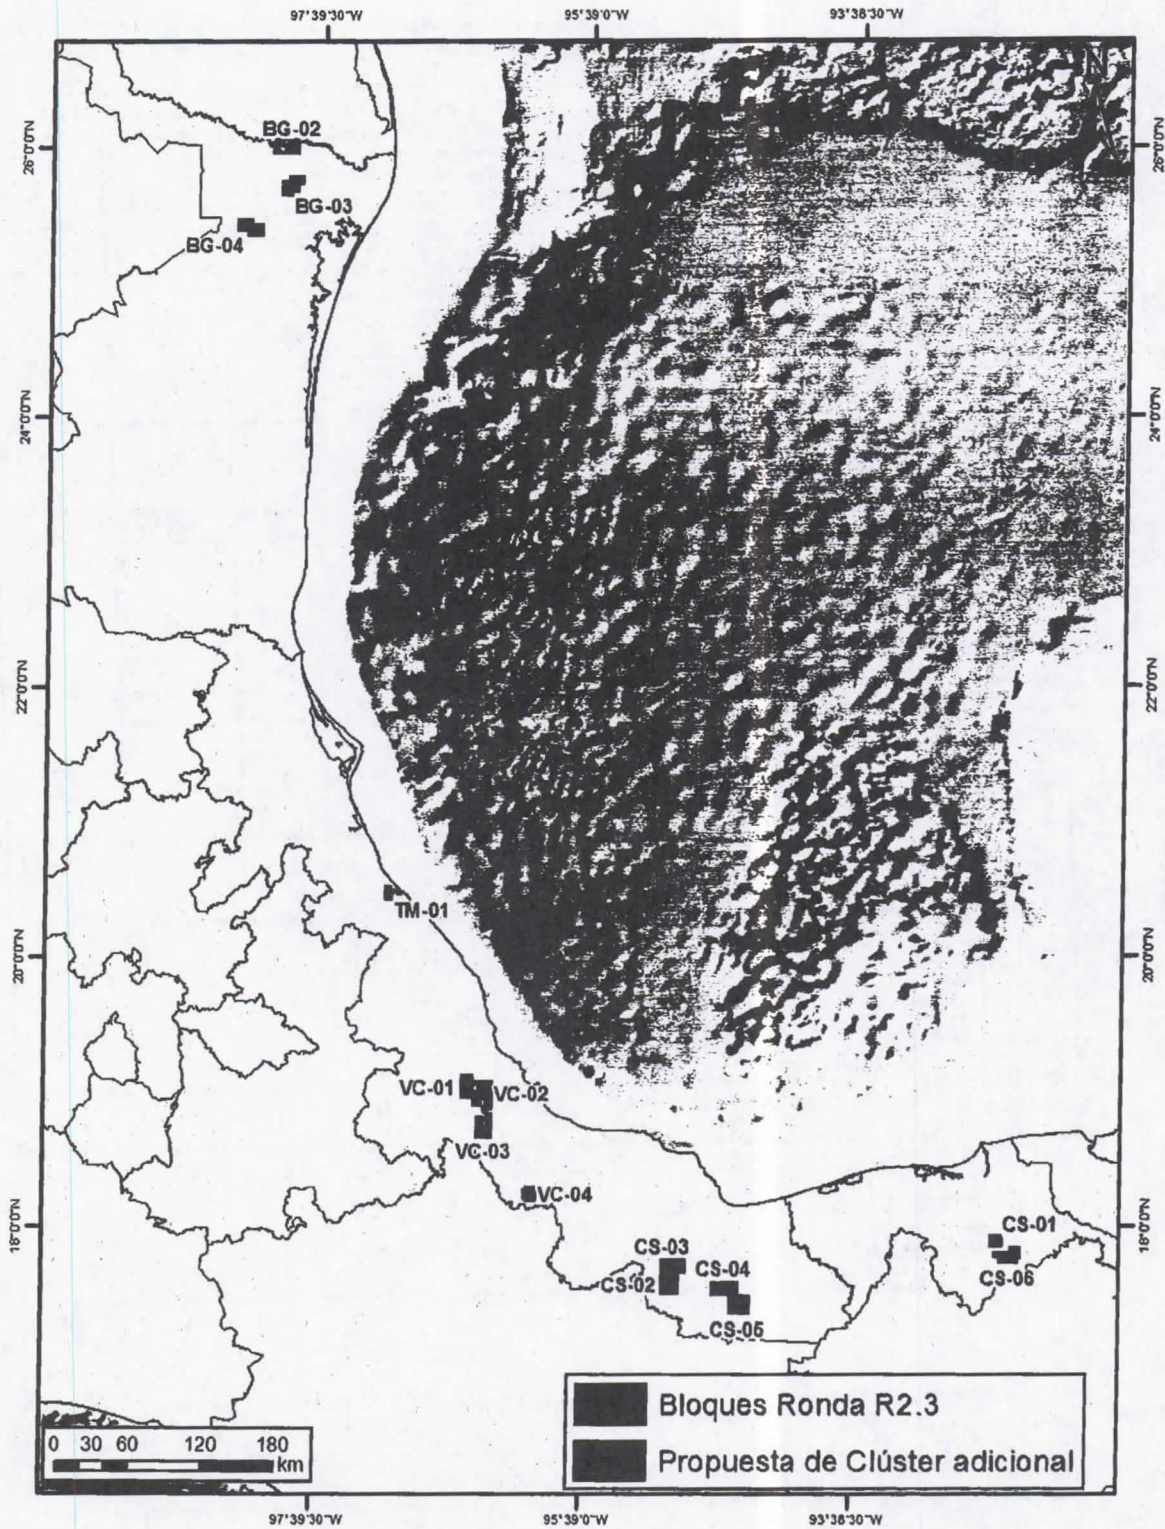 97°39'30"W 95°39'0"W 93°38'30"W
N
26°0'0"N
26°0'0"N
BG-02
BG-03
BG-04
24°0'0"N
24°0'0"N
22°0'0"N
22°0'0"N
TM-01
20°0'0"N
20°0'0"N
VC-01
VC-02
VC-03
VC-04
18°0'0"N
18°0'0"N
CS-01
CS-03
CS-04
CS-02
CS-06
CS-05
Bloques Ronda R2.3
Propuesta de Clúster adicional
0 30 60 120 180
km
97°39'30"W 95°39'0"W 93°38'30"W